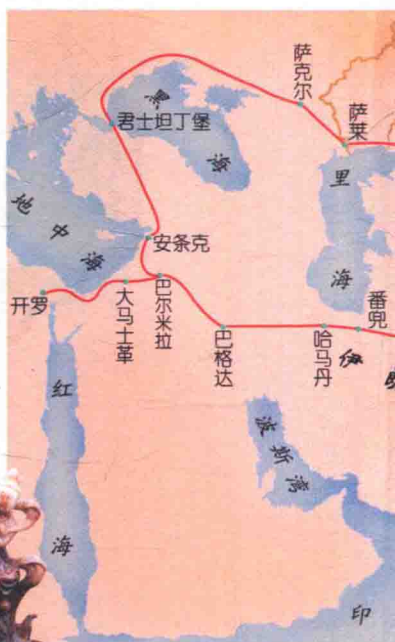 萨克尔
萨莱
君士坦丁堡
黑海
里海
地中海
安条克
开罗
大马士革
巴尔米拉
巴格达
哈马丹
番兜
伊
红海
波斯湾
印